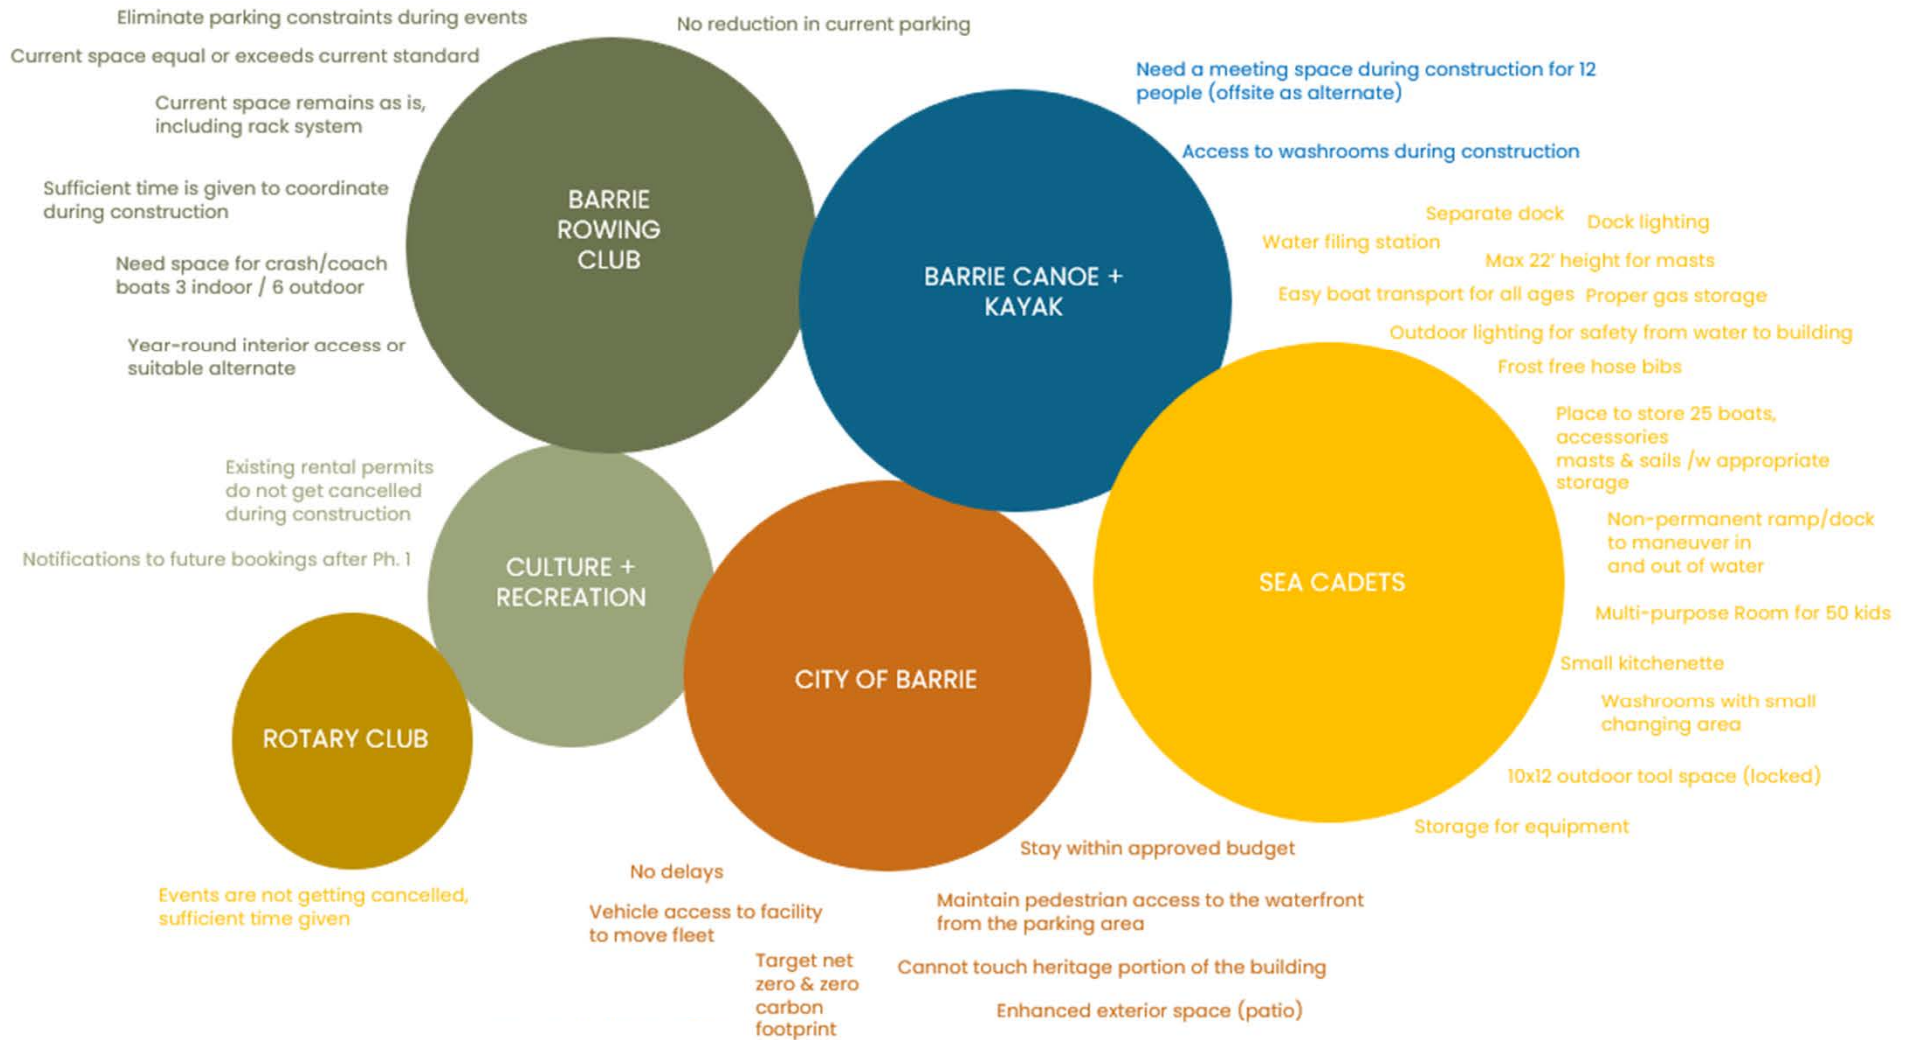 Eliminate parking constraints during events
No reduction in current parking
Current space equal or exceeds current standard
Current space remains as is,
including rack system
Sufficient time is given to coordinate
during construction
Need space for crash/coach
boats 3 indoor / 6 outdoor
Year-round interior access or
suitable alternate
BARRIE
ROWING
CLUB
Need a meeting space during construction for 12
people (offsite as alternate)
Access to washrooms during construction
BARRIE CANOE +
KAYAK
Separate dock
Dock lighting
Water filing station
Max 22' height for masts
Easy boat transport for all ages
Proper gas storage
Outdoor lighting for safety from water to building
Frost free hose bibs
Place to store 25 boats,
accessories
masts & sails /w appropriate
storage
Non-permanent ramp/dock
to maneuver in
and out of water
Multi-purpose Room for 50 kids
Small kitchenette
Washrooms with small
changing area
10x12 outdoor tool space (locked)
Storage for equipment
SEA CADETS
Existing rental permits
do not get cancelled
during construction
Notifications to future bookings after Ph. 1
CULTURE +
RECREATION
CITY OF BARRIE
ROTARY CLUB
Events are not getting cancelled,
sufficient time given
Stay within approved budget
No delays
Maintain pedestrian access to the waterfront
from the parking area
Vehicle access to facility
to move fleet
Target net
zero & zero
carbon
footprint
Cannot touch heritage portion of the building
Enhanced exterior space (patio)